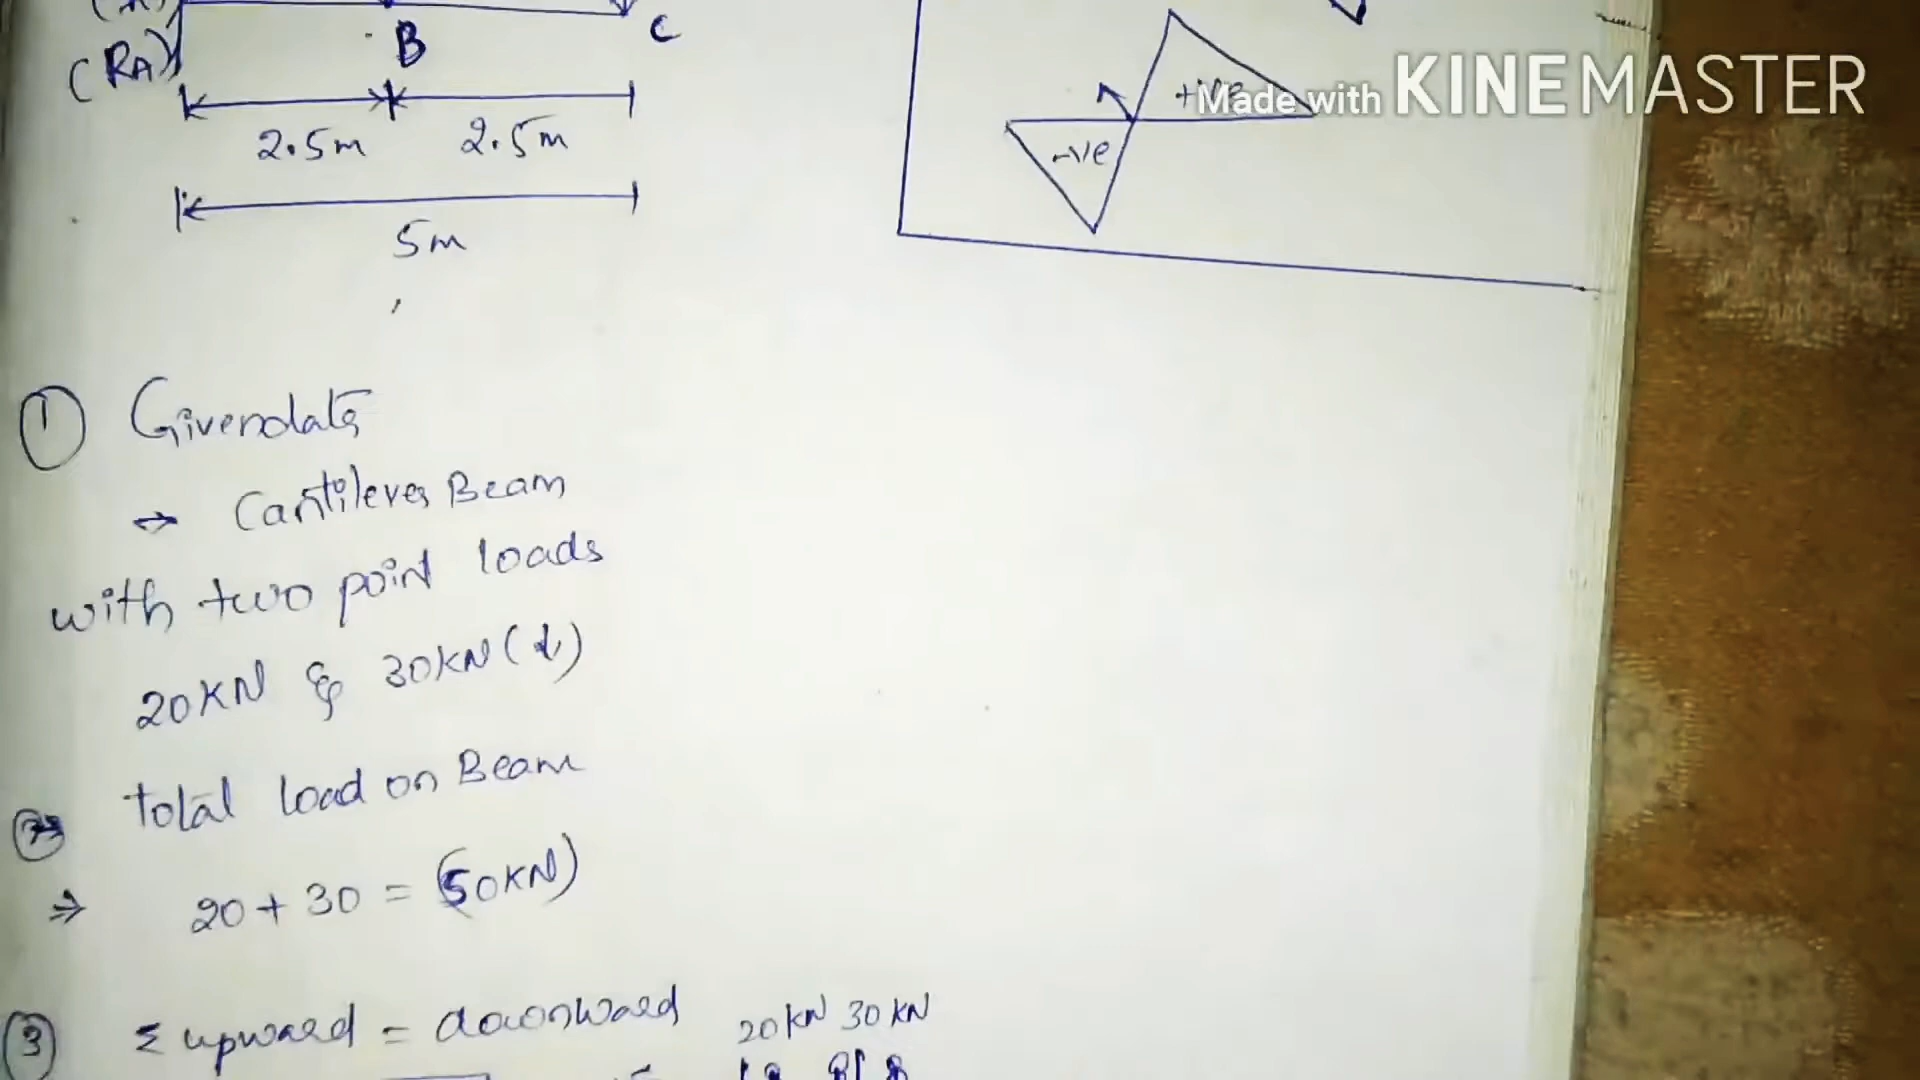 (RA)
B
C
2.5m 2.5m
5m
+ve
-ve
Made with KINEMASTER
① Givendata
→ Cantilever Beam
with two point loads
20KN & 30KN (↓)
total load on Beam
⇒ 20 + 30 = (50KN)
③ Σ upward = downward
20KN 30KN